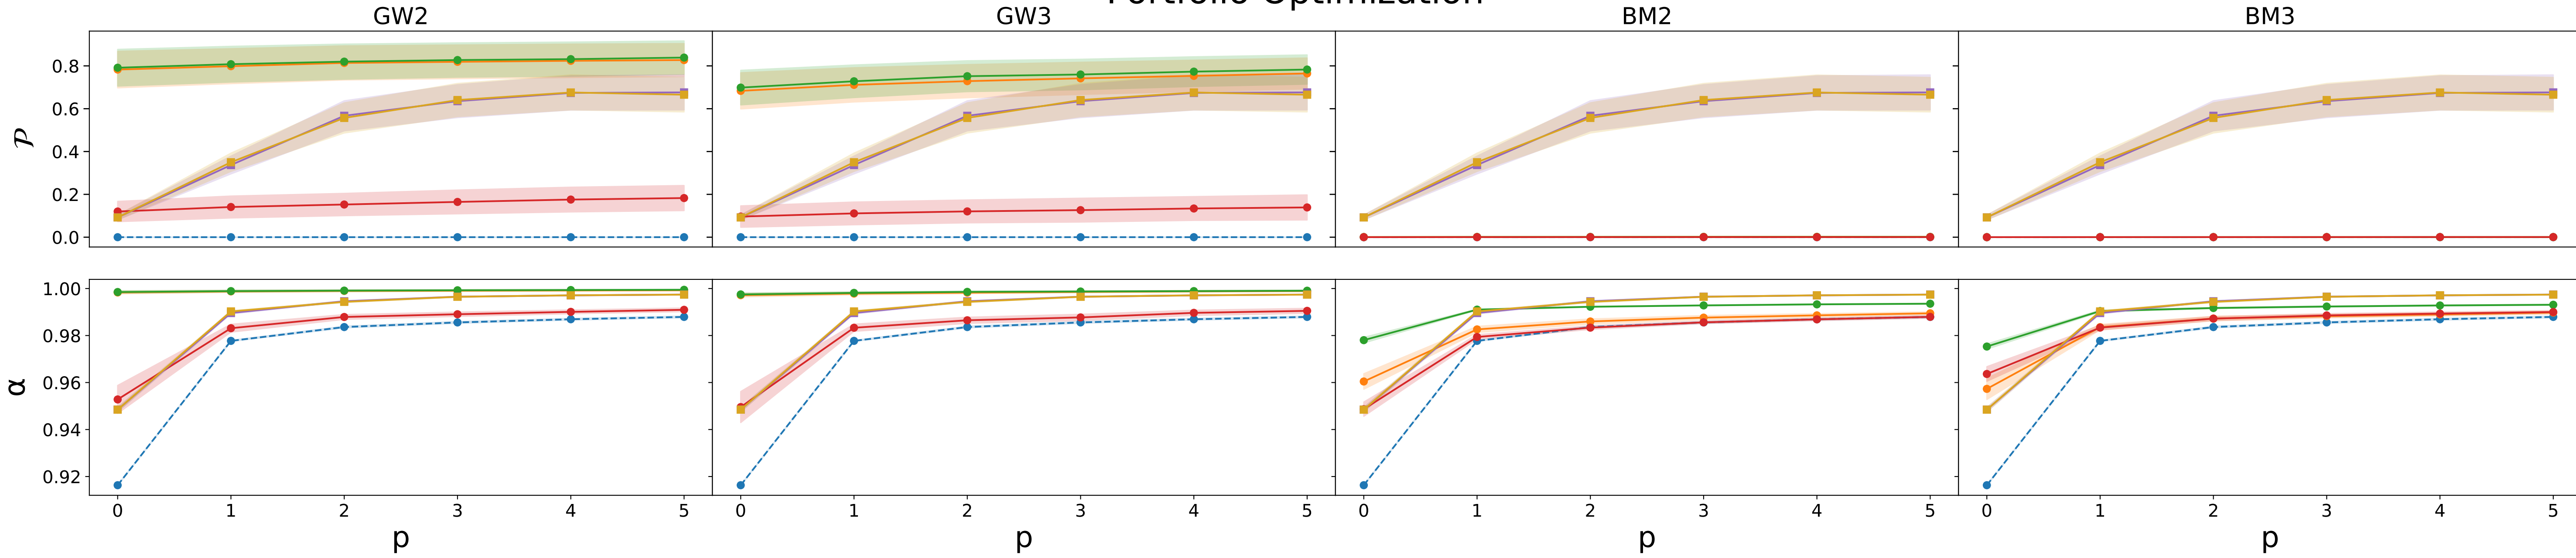 Portfolio Optimization
GW2 GW3 BM2 BM3
𝒫
0.8
0.6
0.4
0.2
0.0
α
1.00
0.98
0.96
0.94
0.92
0 1 2 3 4 5 0 1 2 3 4 5 0 1 2 3 4 5 0 1 2 3 4 5
p p p p